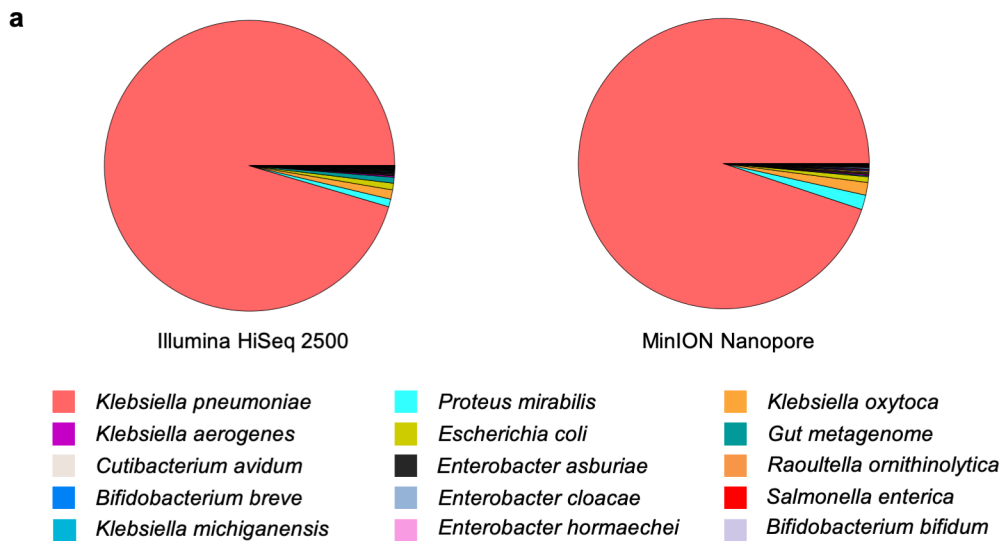 a
Illumina HiSeq 2500
MinION Nanopore
Klebsiella pneumoniae
Proteus mirabilis
Klebsiella oxytoca
Klebsiella aerogenes
Escherichia coli
Gut metagenome
Cutibacterium avidum
Enterobacter asburiae
Raoultella ornithinolytica
Bifidobacterium breve
Enterobacter cloacae
Salmonella enterica
Klebsiella michiganensis
Enterobacter hormaechei
Bifidobacterium bifidum